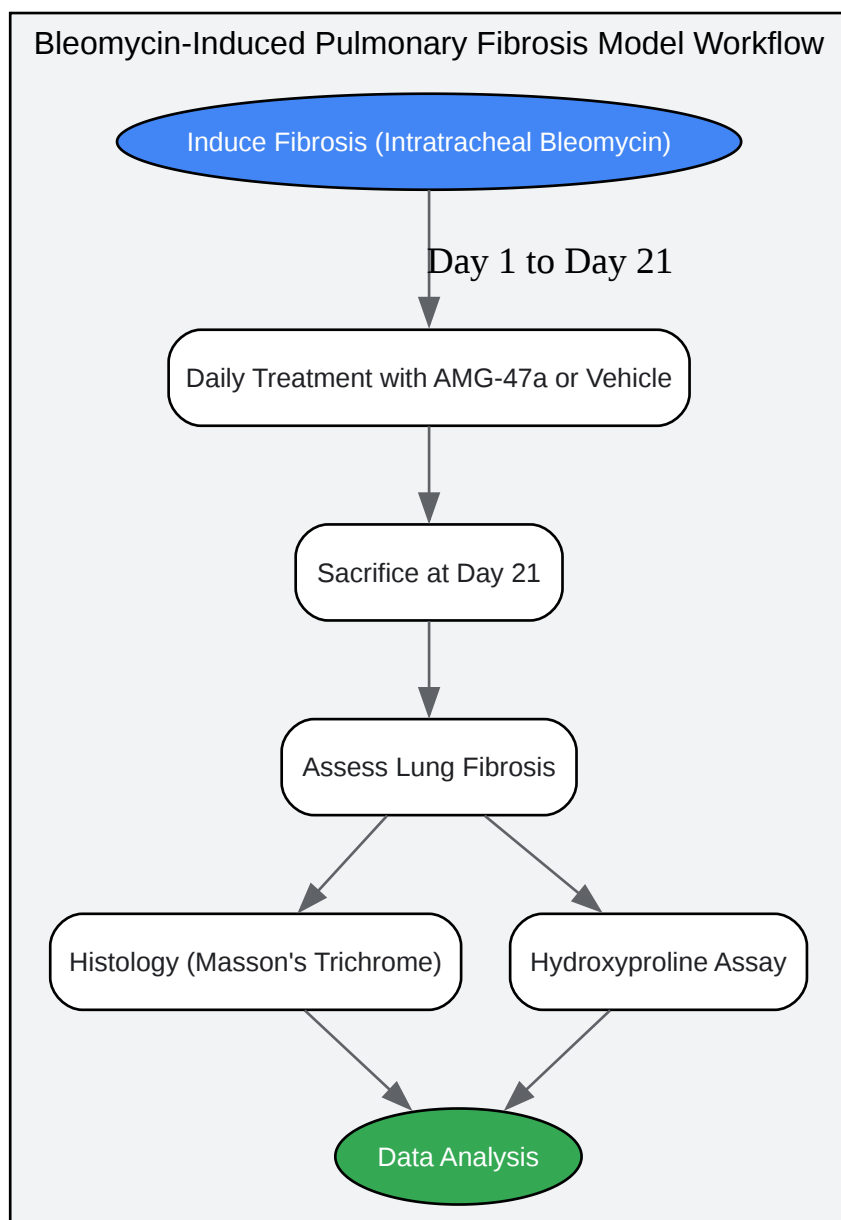 Bleomycin-Induced Pulmonary Fibrosis Model Workflow
Induce Fibrosis (Intratracheal Bleomycin)
Day 1 to Day 21
Daily Treatment with AMG-47a or Vehicle
Sacrifice at Day 21
Assess Lung Fibrosis
Histology (Masson's Trichrome)
Hydroxyproline Assay
Data Analysis